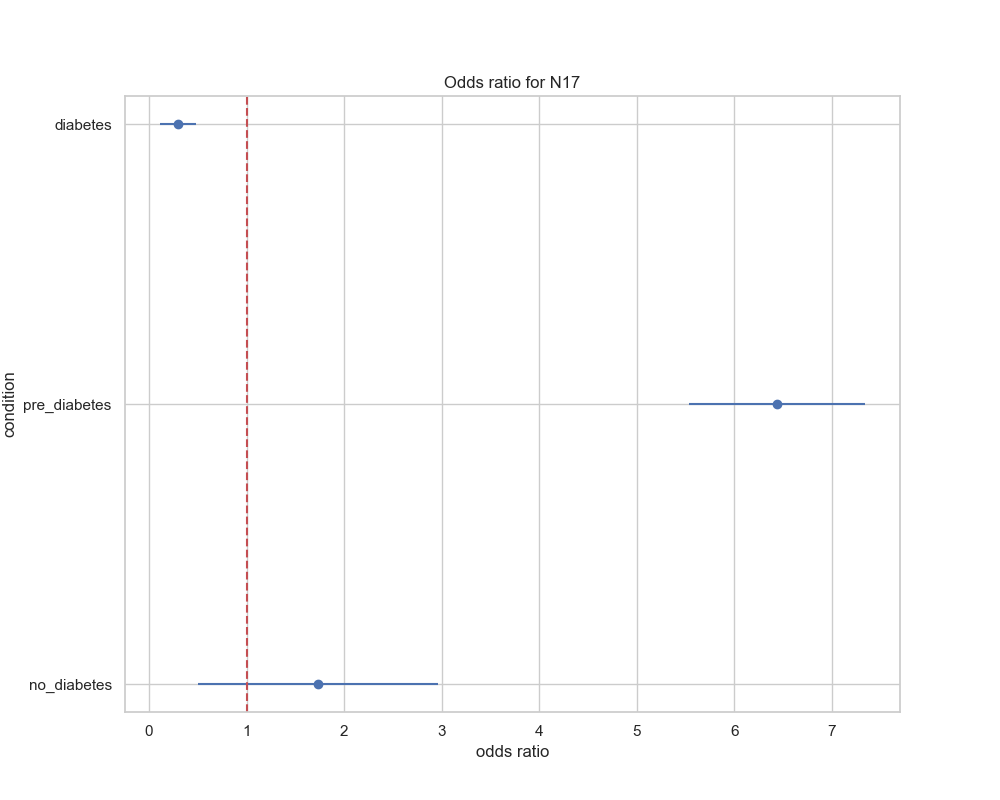 Odds ratio for N17
diabetes
pre_diabetes
no_diabetes
condition
0 1 2 3 4 5 6 7
odds ratio